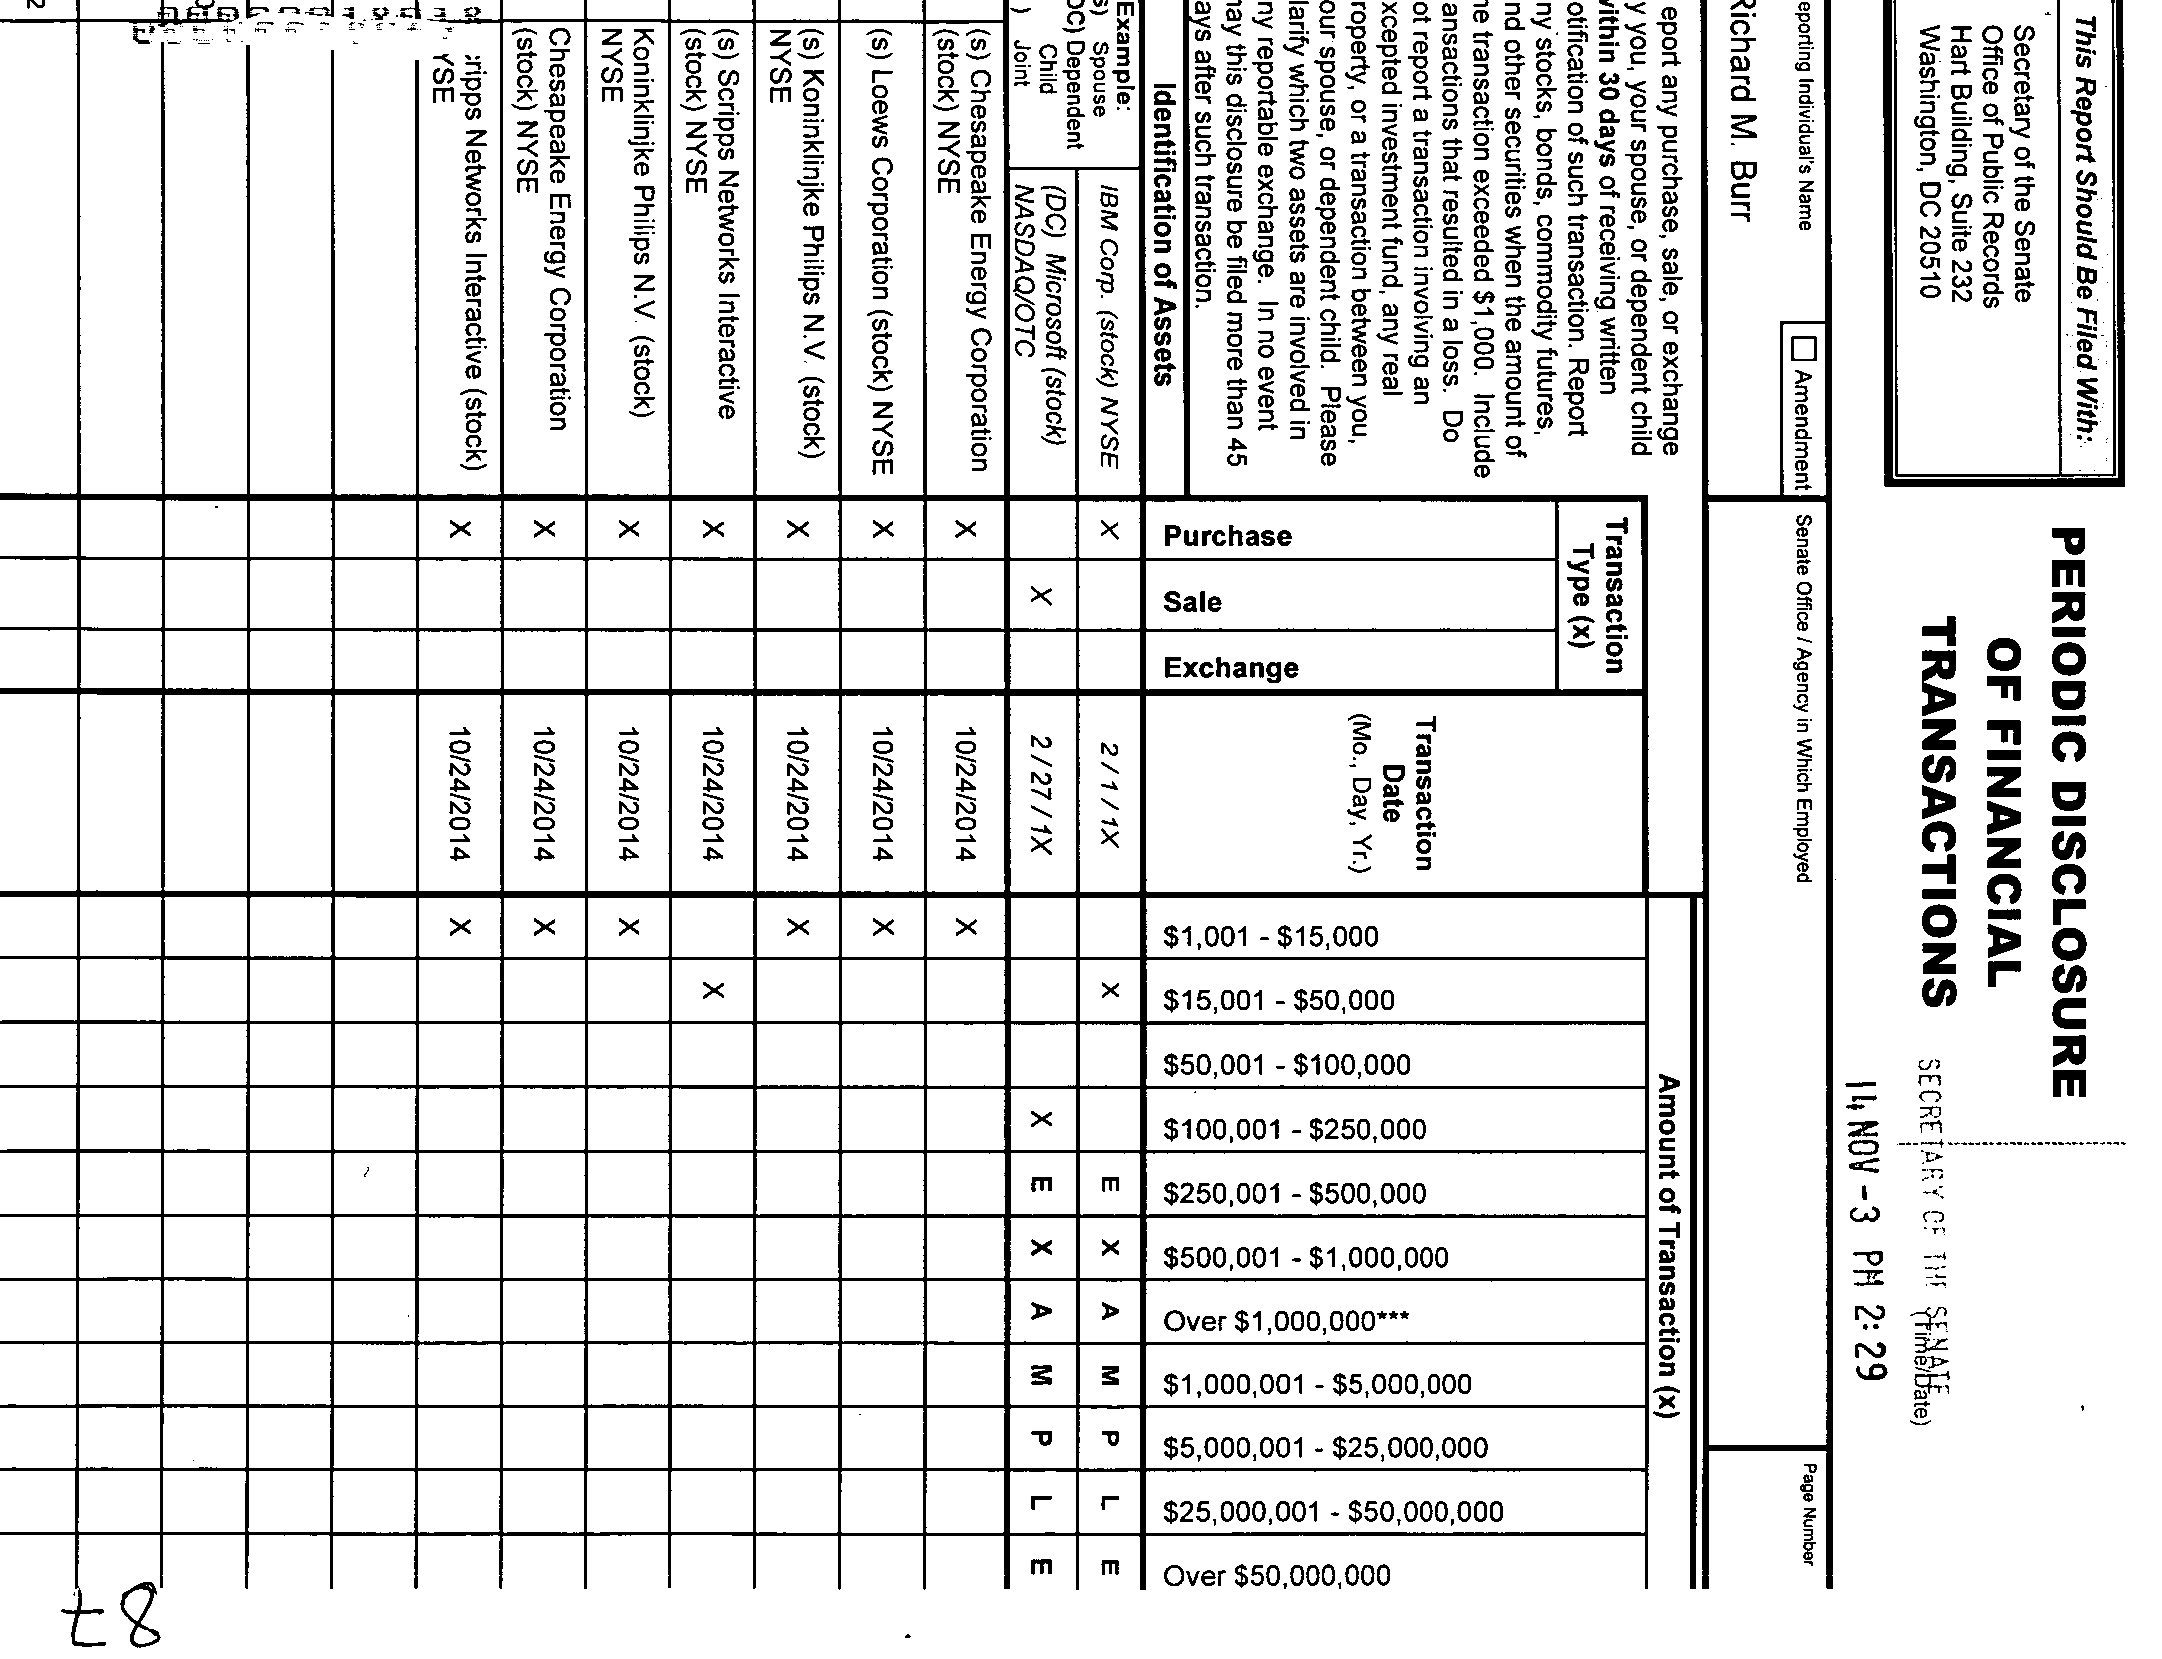 This Report Should Be Filed With:
Secretary of the Senate
Office of Public Records
Hart Building, Suite 232
Washington, DC 20510
PERIODIC DISCLOSURE
OF FINANCIAL
TRANSACTIONS
SECRETARY OF THE SENATE
(Time/Date)
14 NOV -3 PM 2:29
eporting Individual's Name
Richard M. Burr
Amendment
Senate Office / Agency in Which Employed
Page Number
eport any purchase, sale, or exchange
y you, your spouse, or dependent child
vithin 30 days of receiving written
otification of such transaction. Report
ny stocks, bonds, commodity futures,
nd other securities when the amount of
ne transaction exceeded $1,000. Include
ansactions that resulted in a loss. Do
ot report a transaction involving an
xcepted investment fund, any real
roperty, or a transaction between you,
our spouse, or dependent child. Please
larify which two assets are involved in
ny reportable exchange. In no event
nay this disclosure be filed more than 45
ays after such transaction.
Identification of Assets
Transaction
Type (x)
Purchase
Sale
Exchange
Transaction
Date
(Mo., Day, Yr.)
Amount of Transaction (x)
$1,001 - $15,000
$15,001 - $50,000
$50,001 - $100,000
$100,001 - $250,000
$250,001 - $500,000
$500,001 - $1,000,000
Over $1,000,000***
$1,000,001 - $5,000,000
$5,000,001 - $25,000,000
$25,000,001 - $50,000,000
Over $50,000,000
Example:
S) Spouse
DC) Dependent
Child
) Joint
IBM Corp. (stock) NYSE X 2 / 1 / 1X X E X A M P L E
(DC) Microsoft (stock)
NASDAQ/OTC X 2 / 27 / 1X X E X A M P L E
(s) Chesapeake Energy Corporation
(stock) NYSE X 10/24/2014 X
(s) Loews Corporation (stock) NYSE X 10/24/2014 X
(s) Koninklinjke Philips N.V. (stock)
NYSE X 10/24/2014 X
(s) Scripps Networks Interactive
(stock) NYSE X 10/24/2014 X
Koninklinjke Philips N.V. (stock)
NYSE X 10/24/2014 X
Chesapeake Energy Corporation
(stock) NYSE X 10/24/2014 X
ripps Networks Interactive (stock)
YSE X 10/24/2014 X
87